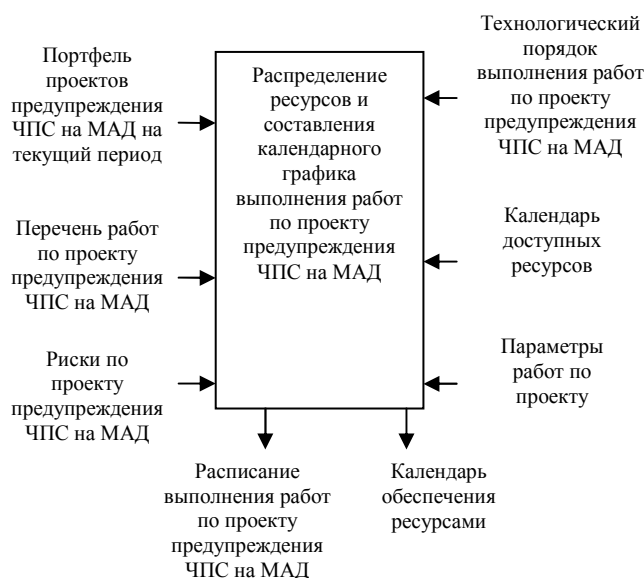 Портфель
проектов
предупреждения
ЧПС на МАД на
текущий период
Перечень работ
по проекту
предупреждения
ЧПС на МАД
Риски по
проекту
предупреждения
ЧПС на МАД
Распределение
ресурсов и
составления
календарного
графика
выполнения работ
по проекту
предупреждения
ЧПС на МАД
Технологический
порядок
выполнения работ
по проекту
предупреждения
ЧПС на МАД
Календарь
доступных
ресурсов
Параметры
работ по
проекту
Расписание
выполнения работ
по проекту
предупреждения
ЧПС на МАД
Календарь
обеспечения
ресурсами